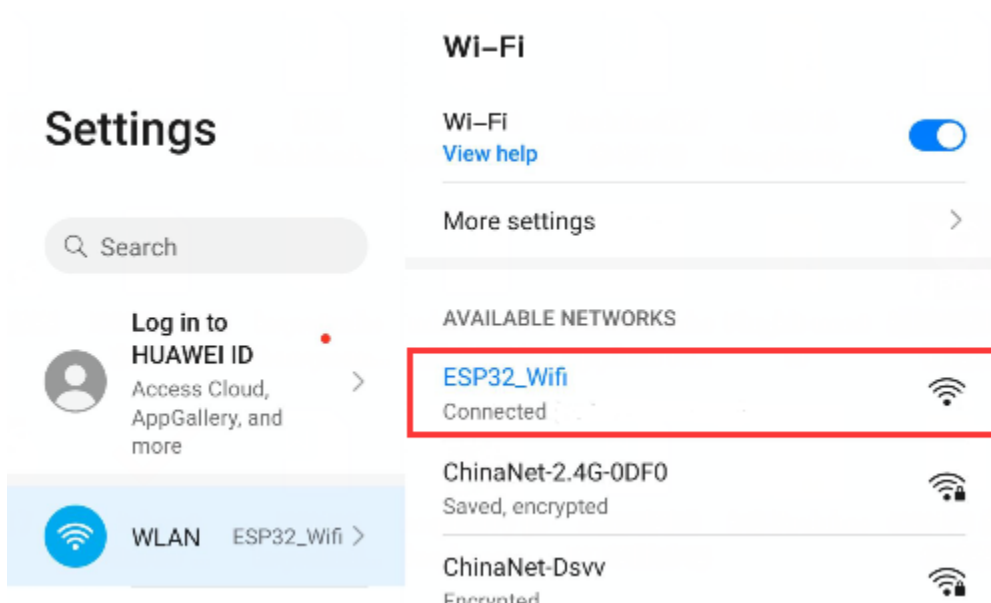 Settings
Search
Log in to
HUAWEI ID
Access Cloud,
AppGallery, and
more
WLAN ESP32_Wifi
Wi-Fi
Wi-Fi
View help
More settings
AVAILABLE NETWORKS
ESP32_Wifi
Connected
ChinaNet-2.4G-0DF0
Saved, encrypted
ChinaNet-Dsvv
Encrypted